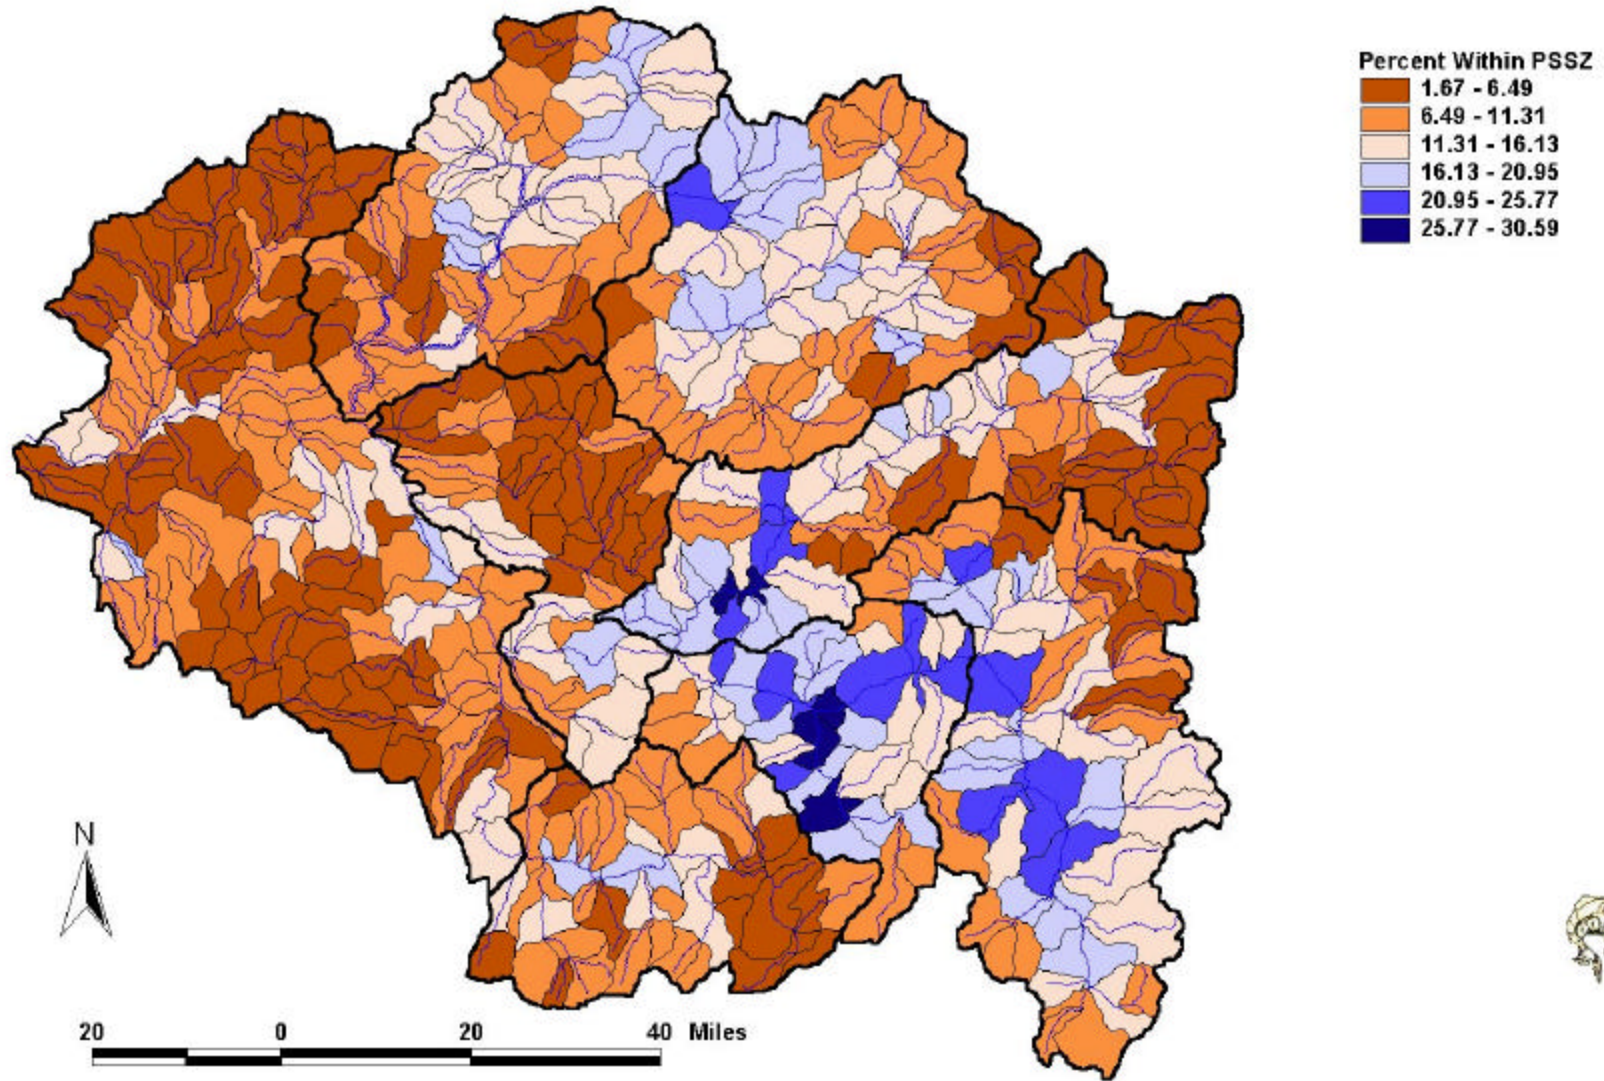 Percent Within PSSZ
1.67 - 6.49
6.49 - 11.31
11.31 - 16.13
16.13 - 20.95
20.95 - 25.77
25.77 - 30.59
N
20 0 20 40 Miles